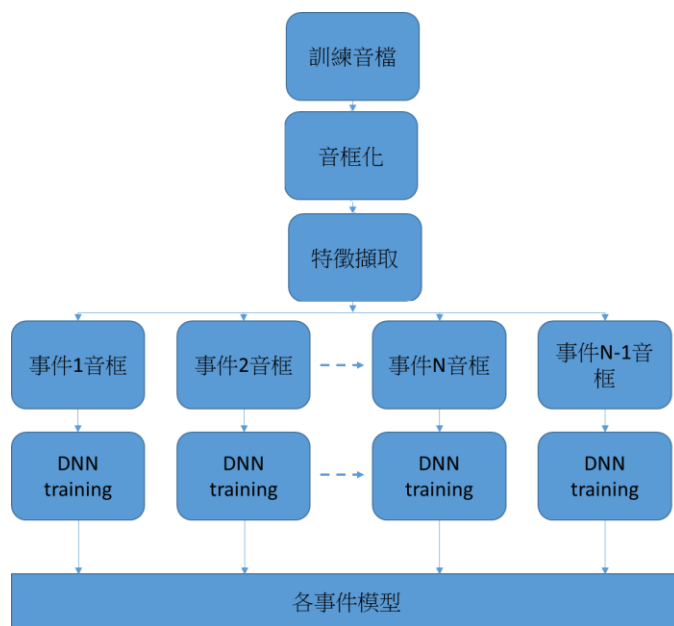 訓練音檔
音框化
特徵擷取
事件1音框
事件2音框
事件N音框
事件N-1音
框
DNN
training
DNN
training
DNN
training
DNN
training
各事件模型